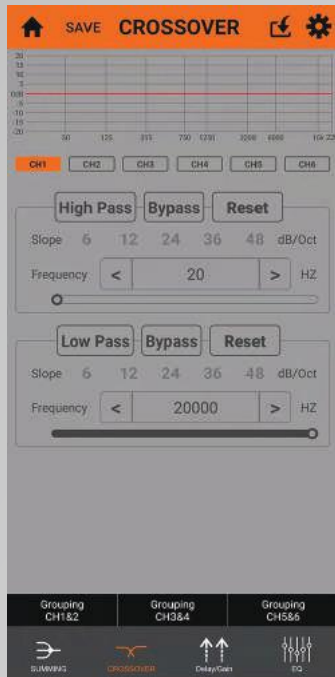 SAVE CROSSOVER
20
15
10
5
0dB
-5
-10
-15
-20
50 125 315 750 1250 3200 6000 16k
CH1 CH2 CH3 CH4 CH5 CH6
High Pass Bypass Reset
Slope 6 12 24 36 48 dB/Oct
Frequency < 20 > HZ
Low Pass Bypass Reset
Slope 6 12 24 36 48 dB/Oct
Frequency < 20000 > HZ
Grouping Grouping Grouping
CH1&2 CH3&4 CH5&6
SUMMING CROSSOVER Delay/Gain EQ